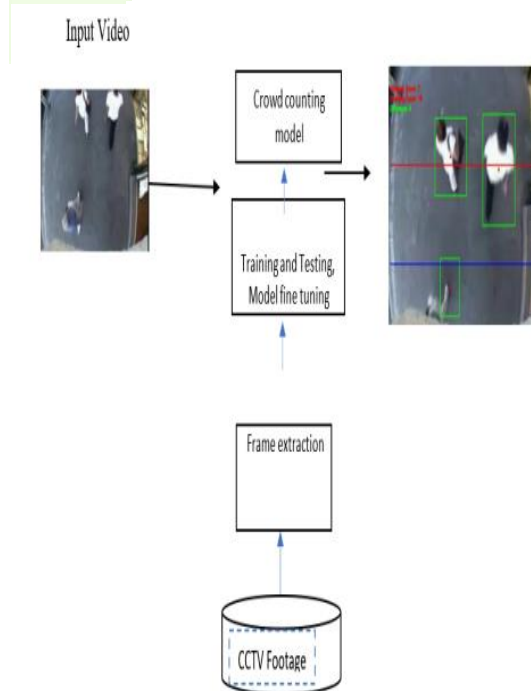 Input Video
Crowd counting
model
Training and Testing,
Model fine tuning
Frame extraction
CCTV Footage